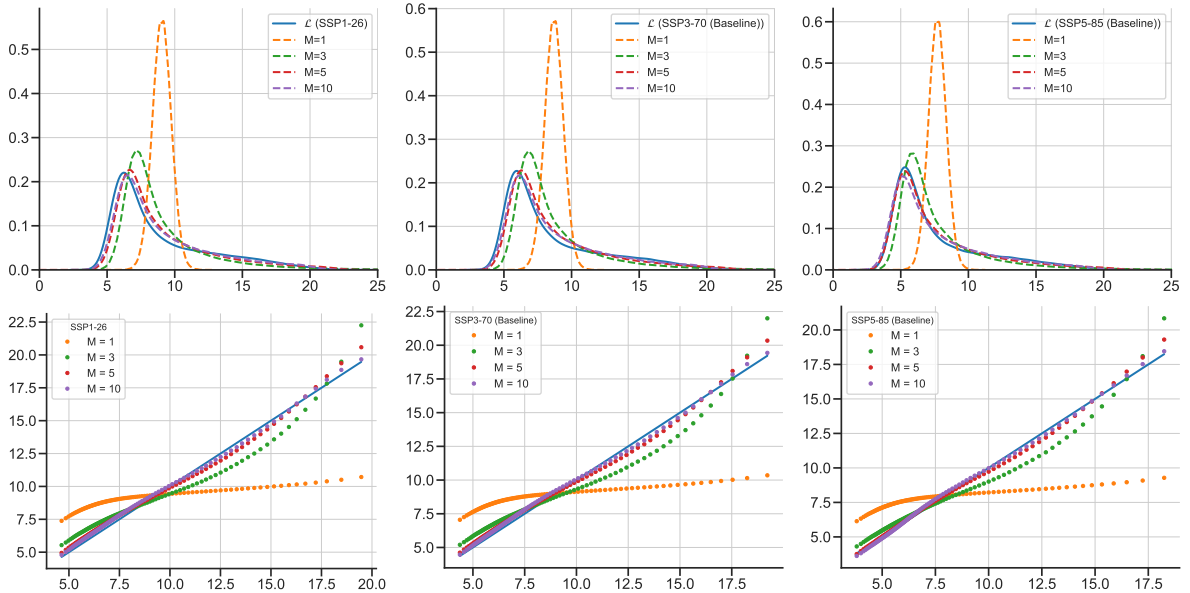 0.0
0.1
0.2
0.3
0.4
0.5
0 5 10 15 20 25
ℒ (SSP1-26)
M=1
M=3
M=5
M=10
0.0
0.1
0.2
0.3
0.4
0.5
0.6
0 5 10 15 20 25
ℒ (SSP3-70 (Baseline))
M=1
M=3
M=5
M=10
0.0
0.1
0.2
0.3
0.4
0.5
0.6
0 5 10 15 20 25
ℒ (SSP5-85 (Baseline))
M=1
M=3
M=5
M=10
22.5
20.0
17.5
15.0
12.5
10.0
7.5
5.0
5.0 7.5 10.0 12.5 15.0 17.5 20.0
SSP1-26
M = 1
M = 3
M = 5
M = 10
22.5
20.0
17.5
15.0
12.5
10.0
7.5
5.0
5.0 7.5 10.0 12.5 15.0 17.5
SSP3-70 (Baseline)
M = 1
M = 3
M = 5
M = 10
20.0
17.5
15.0
12.5
10.0
7.5
5.0
5.0 7.5 10.0 12.5 15.0 17.5
SSP5-85 (Baseline)
M = 1
M = 3
M = 5
M = 10